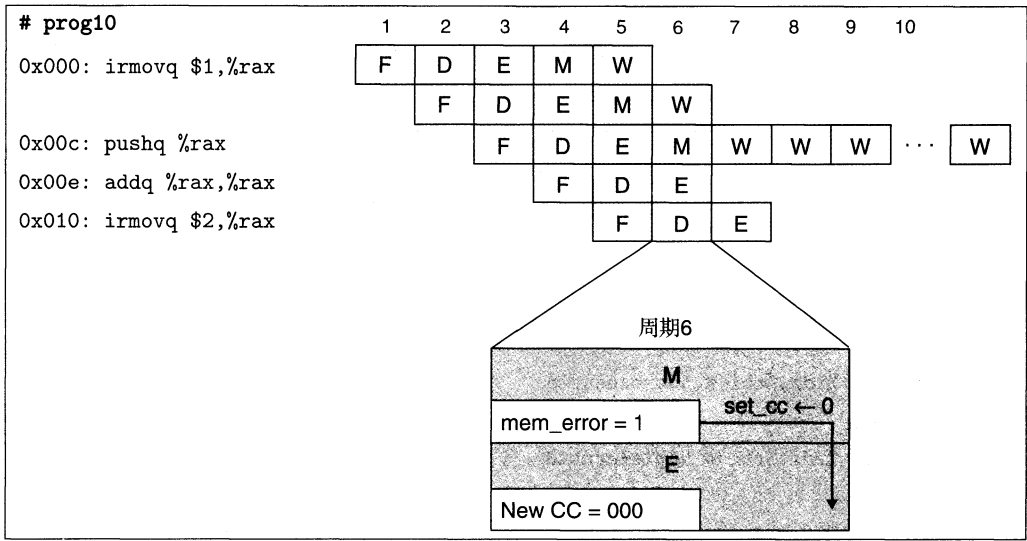 # prog10 1 2 3 4 5 6 7 8 9 10
0x000: irmovq $1,%rax F D E M W
F D E M W
0x00c: pushq %rax F D E M W W W ··· W
0x00e: addq %rax,%rax F D E
0x010: irmovq $2,%rax F D E
周期6
M
set_cc ← 0
mem_error = 1
E
New CC = 000